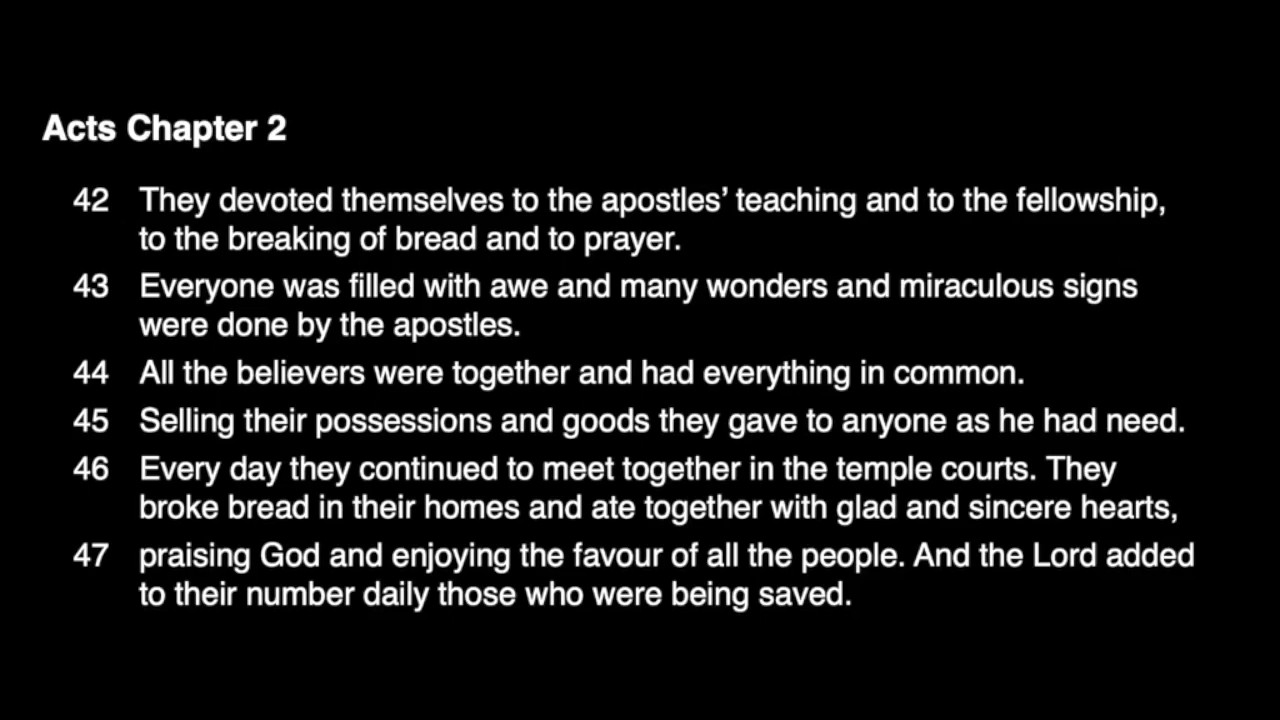 Acts Chapter 2
42 They devoted themselves to the apostles’ teaching and to the fellowship,
to the breaking of bread and to prayer.
43 Everyone was filled with awe and many wonders and miraculous signs
were done by the apostles.
44 All the believers were together and had everything in common.
45 Selling their possessions and goods they gave to anyone as he had need.
46 Every day they continued to meet together in the temple courts. They
broke bread in their homes and ate together with glad and sincere hearts,
47 praising God and enjoying the favour of all the people. And the Lord added
to their number daily those who were being saved.